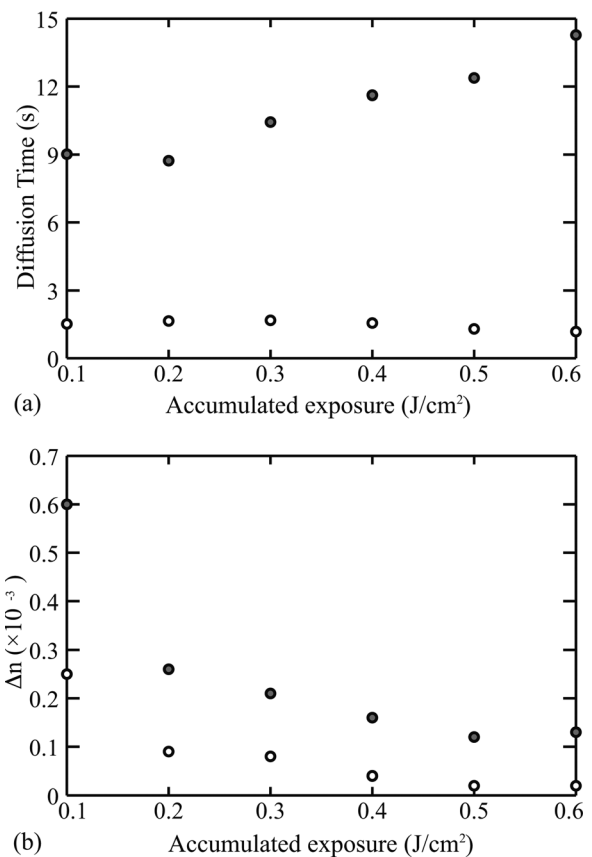 15
12
9
6
3
0
Diffusion Time (s)
0.1 0.2 0.3 0.4 0.5 0.6
(a) Accumulated exposure (J/cm²)
0.7
0.6
0.5
0.4
0.3
0.2
0.1
0
Δn (×10⁻³)
0.1 0.2 0.3 0.4 0.5 0.6
(b) Accumulated exposure (J/cm²)